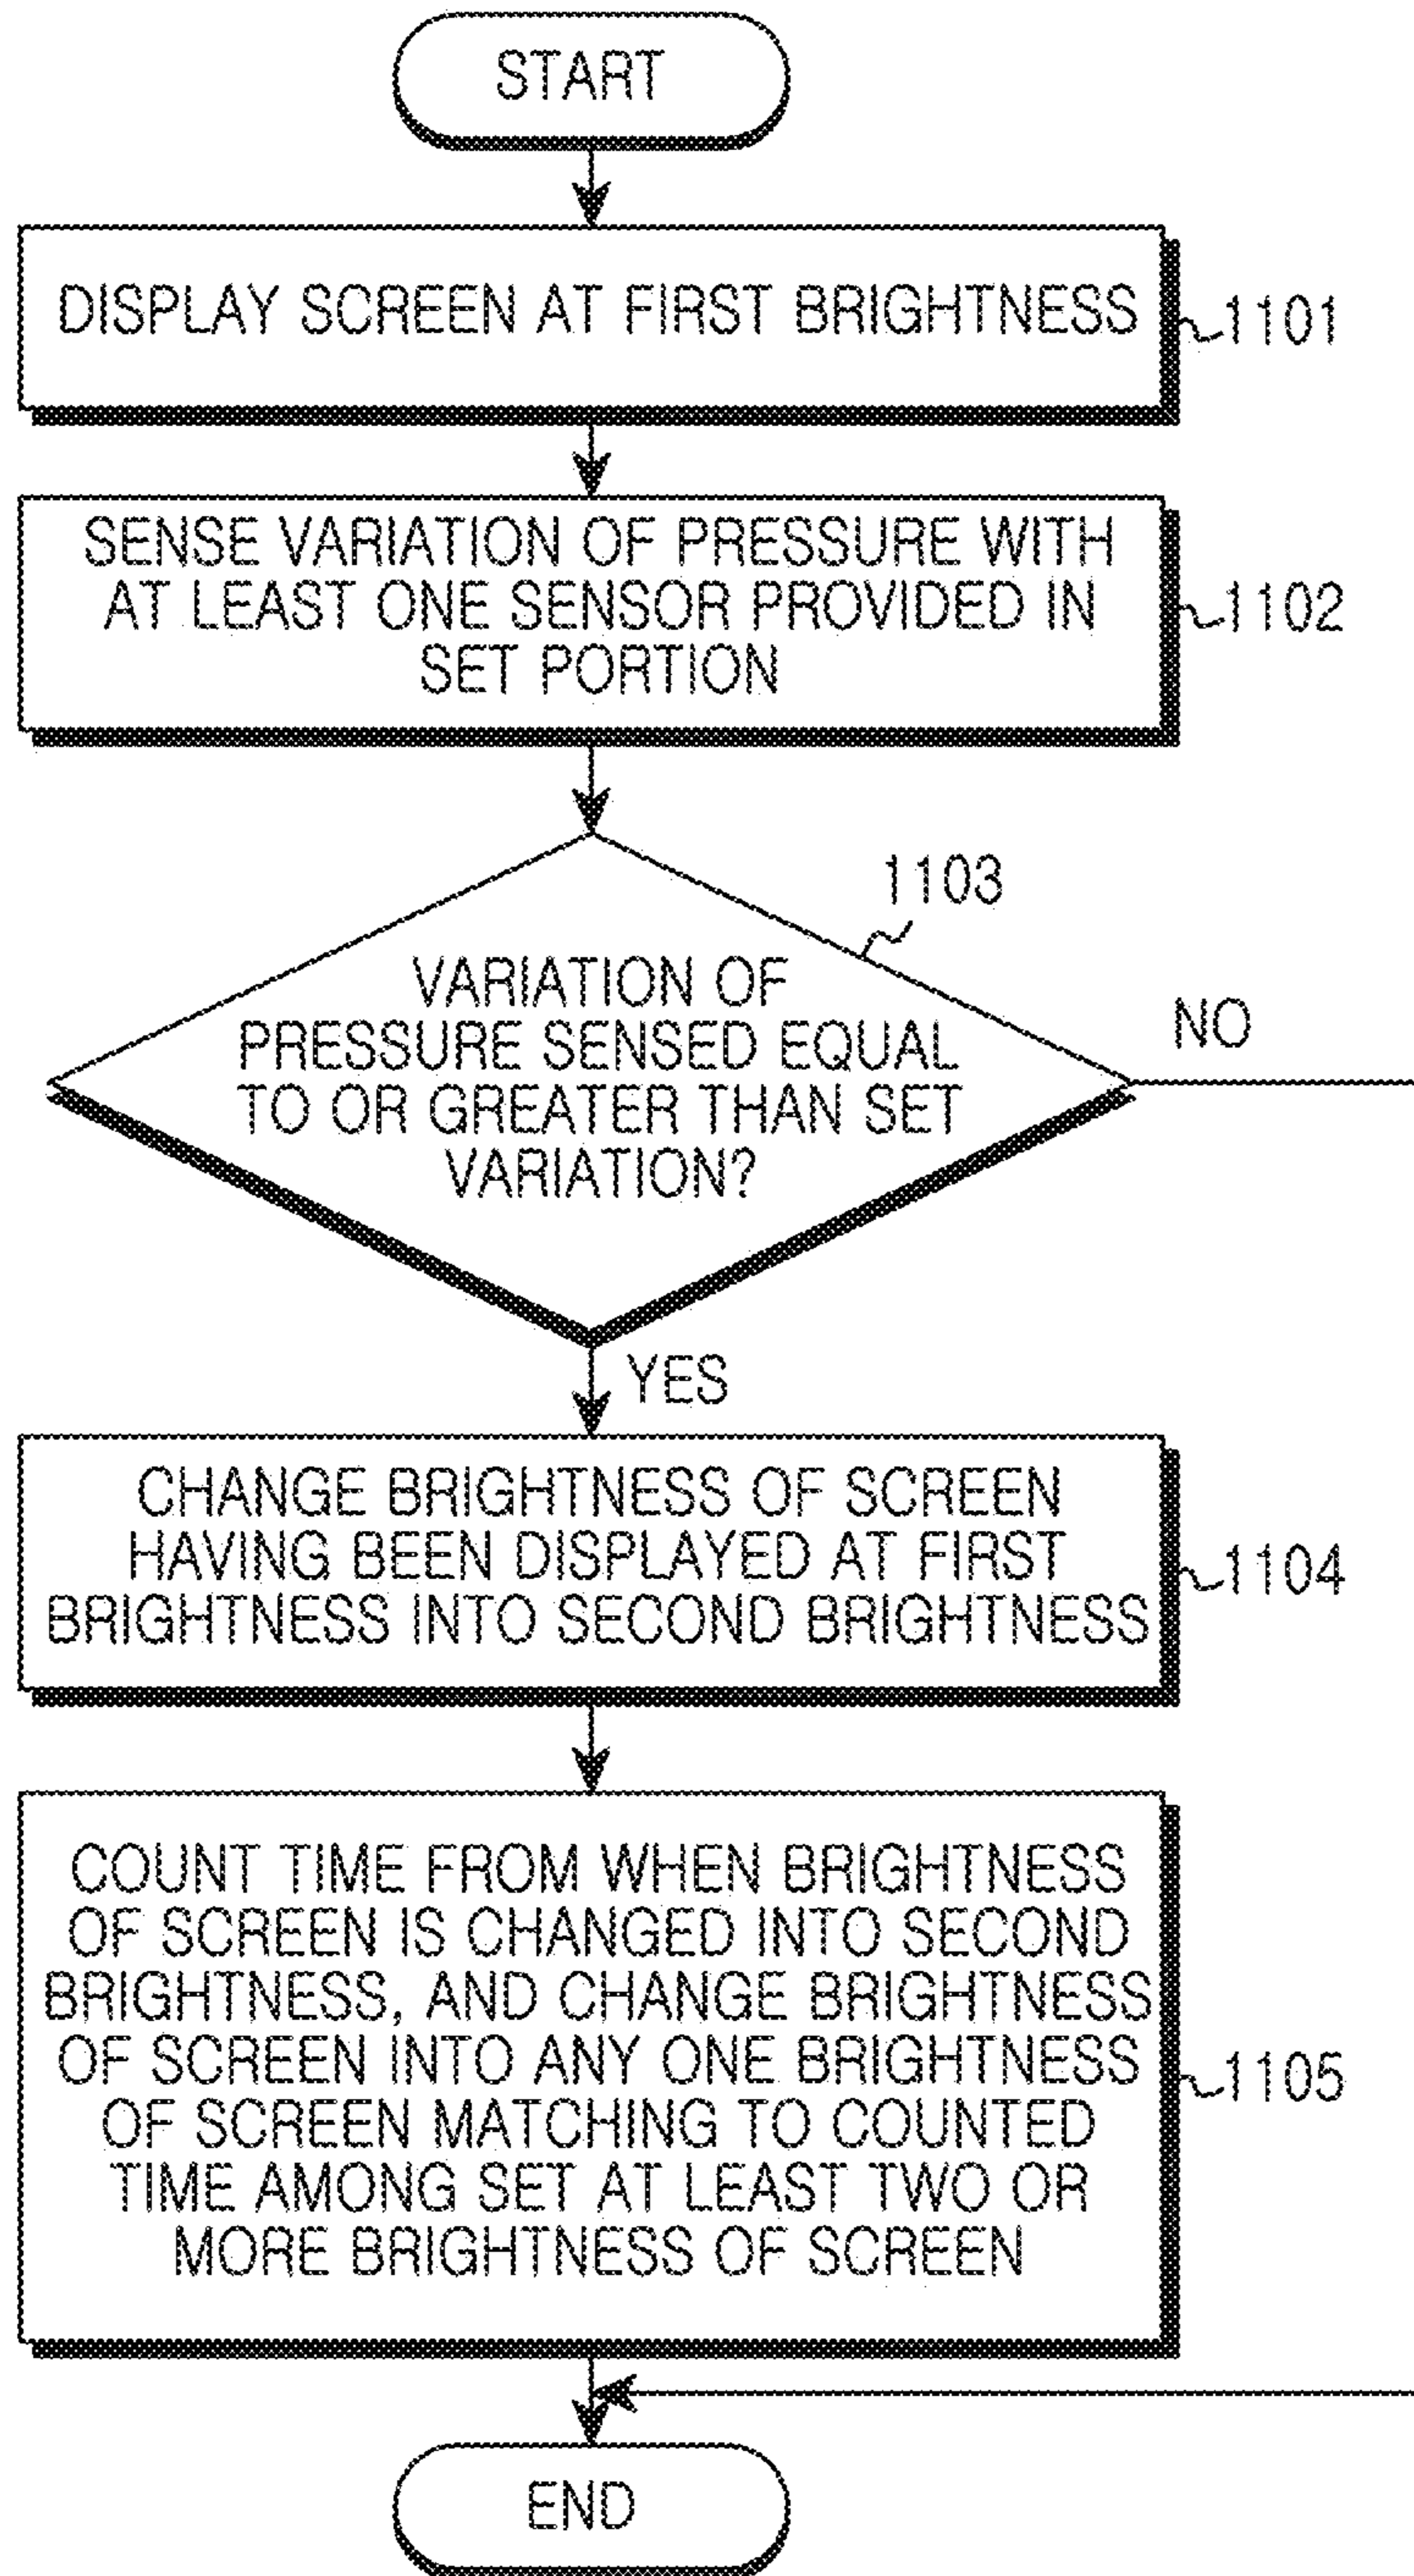 START
DISPLAY SCREEN AT FIRST BRIGHTNESS
1101
SENSE VARIATION OF PRESSURE WITH
AT LEAST ONE SENSOR PROVIDED IN
SET PORTION
1102
1103
VARIATION OF
PRESSURE SENSED EQUAL
TO OR GREATER THAN SET
VARIATION?
NO
YES
CHANGE BRIGHTNESS OF SCREEN
HAVING BEEN DISPLAYED AT FIRST
BRIGHTNESS INTO SECOND BRIGHTNESS
1104
COUNT TIME FROM WHEN BRIGHTNESS
OF SCREEN IS CHANGED INTO SECOND
BRIGHTNESS, AND CHANGE BRIGHTNESS
OF SCREEN INTO ANY ONE BRIGHTNESS
OF SCREEN MATCHING TO COUNTED
TIME AMONG SET AT LEAST TWO OR
MORE BRIGHTNESS OF SCREEN
1105
END